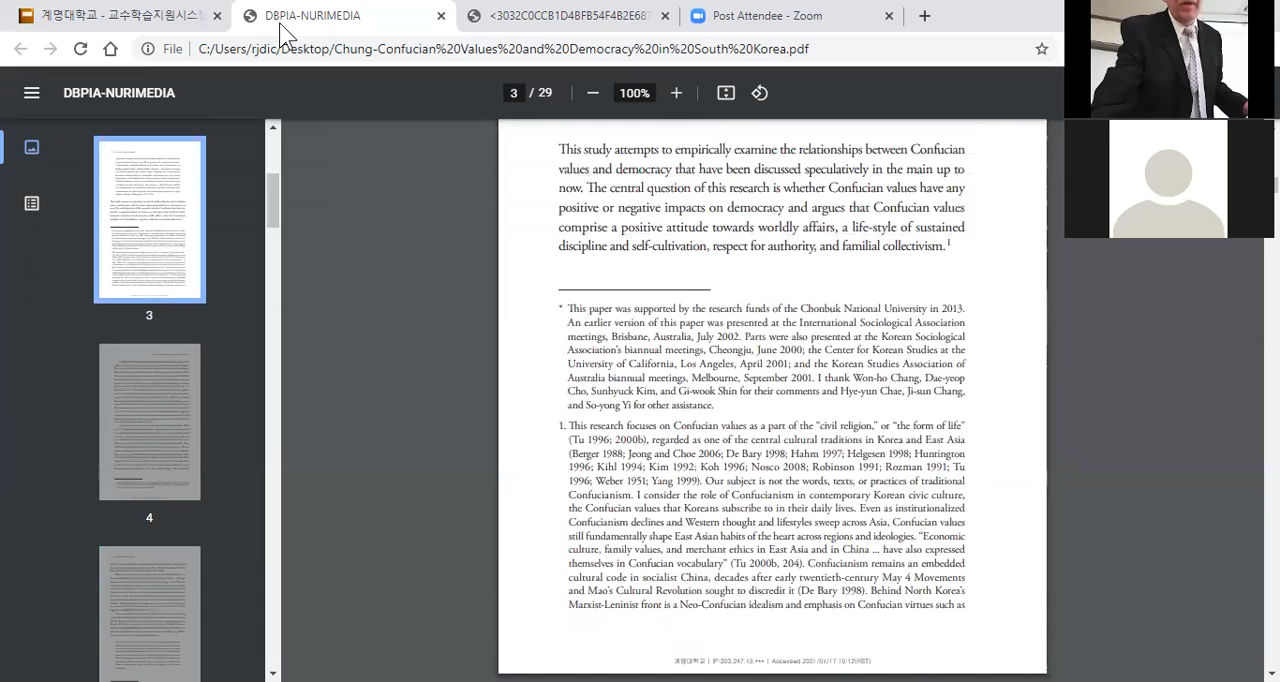 계명대학교 - 교수학습지원시스템
DBPIA-NURIMEDIA
<3032C0CCB1D4BFB54F4B2E687
Post Attendee - Zoom
File
C:/Users/rjdic/Desktop/Chung-Confucian%20Values%20and%20Democracy%20in%20South%20Korea.pdf
DBPIA-NURIMEDIA
3 / 29
100%
This study attempts to empirically examine the relationships between Confucian
values and democracy that have been discussed speculatively in the main up to
now. The central question of this research is whether Confucian values have any
positive or negative impacts on democracy and argues that Confucian values
comprise a positive attitude towards worldly affairs, a life-style of sustained
discipline and self-cultivation, respect for authority, and familial collectivism.1
* This paper was supported by the research funds of the Chonbuk National University in 2013.
An earlier version of this paper was presented at the International Sociological Association
meetings, Brisbane, Australia, July 2002. Parts were also presented at the Korean Sociological
Association's biannual meetings, Cheongju, June 2000; the Center for Korean Studies at the
University of California, Los Angeles, April 2001; and the Korean Studies Association of
Australia biannual meetings, Melbourne, September 2001. I thank Won-ho Chang, Dae-yeop
Cho, Sunhyuck Kim, and Gi-wook Shin for their comments and Hye-yun Chae, Ji-sun Chang,
and So-yong Yi for other assistance.
1. This research focuses on Confucian values as a part of the “civil religion,” or “the form of life”
(Tu 1996; 2000b), regarded as one of the central cultural traditions in Korea and East Asia
(Berger 1988, Jeong and Choe 2006; De Bary 1998; Hahm 1997; Helgesen 1998; Huntington
1996; Kihl 1994; Kim 1992; Koh 1996; Nosco 2008; Robinson 1991; Rozman 1991; Tu
1996; Weber 1951; Yang 1999). Our subject is not the words, texts, or practices of traditional
Confucianism. I consider the role of Confucianism in contemporary Korean civic culture,
the Confucian values that Koreans subscribe to in their daily lives. Even as institutionalized
Confucianism declines and Western thought and lifestyles sweep across Asia, Confucian values
still fundamentally shape East Asian habits of the heart across regions and ideologies. “Economic
culture, family values, and merchant ethics in East Asia and in China ... have also expressed
themselves in Confucian vocabulary” (Tu 2000b, 204). Confucianism remains an embedded
cultural code in socialist China, decades after early twentieth-century May 4 Movements
and Mao's Cultural Revolution sought to discredit it (De Bary 1998). Behind North Korea's
Marxist-Leninist front is a Neo-Confucian idealism and emphasis on Confucian virtues such as
계명대학교 | IP:203.247.13.*** | Accessed 2021/03/17 10:12(KST)
3
4